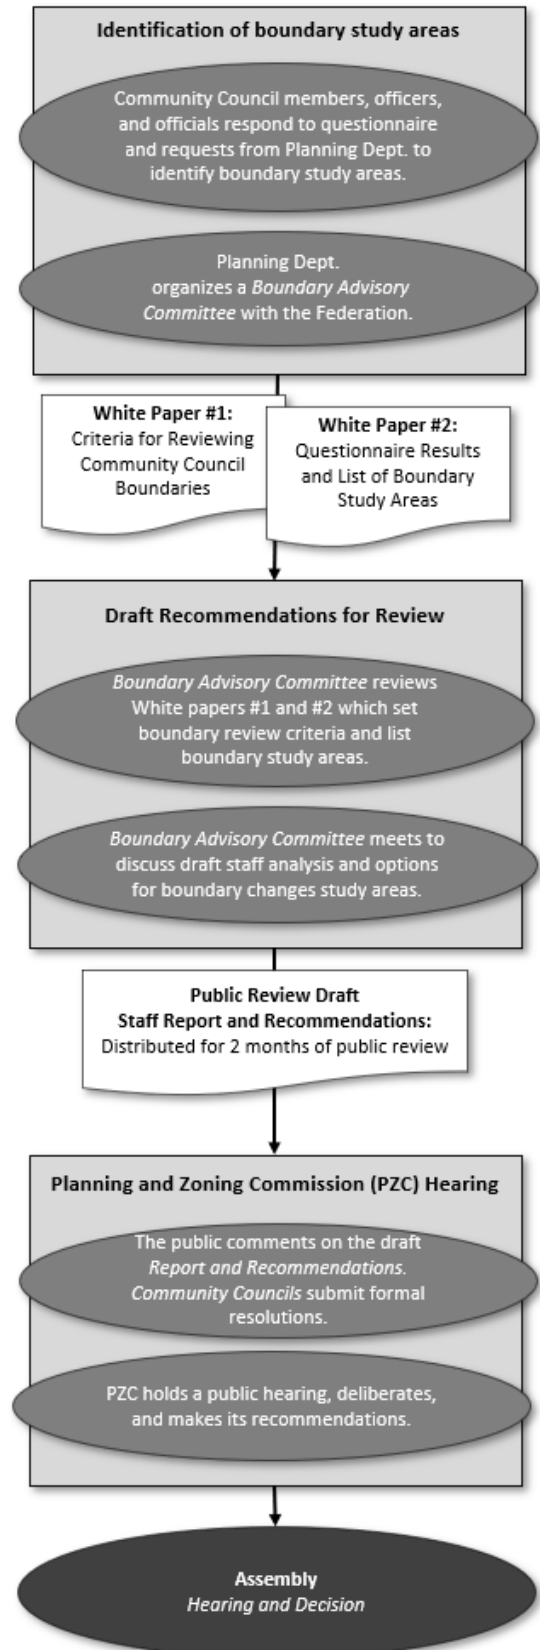 Identification of boundary study areas
Community Council members, officers,
and officials respond to questionnaire
and requests from Planning Dept. to
identify boundary study areas.
Planning Dept.
organizes a Boundary Advisory
Committee with the Federation.
White Paper #1:
Criteria for Reviewing
Community Council
Boundaries
White Paper #2:
Questionnaire Results
and List of Boundary
Study Areas
Draft Recommendations for Review
Boundary Advisory Committee reviews
White papers #1 and #2 which set
boundary review criteria and list
boundary study areas.
Boundary Advisory Committee meets to
discuss draft staff analysis and options
for boundary changes study areas.
Public Review Draft
Staff Report and Recommendations:
Distributed for 2 months of public review
Planning and Zoning Commission (PZC) Hearing
The public comments on the draft
Report and Recommendations.
Community Councils submit formal
resolutions.
PZC holds a public hearing, deliberates,
and makes its recommendations.
Assembly
Hearing and Decision